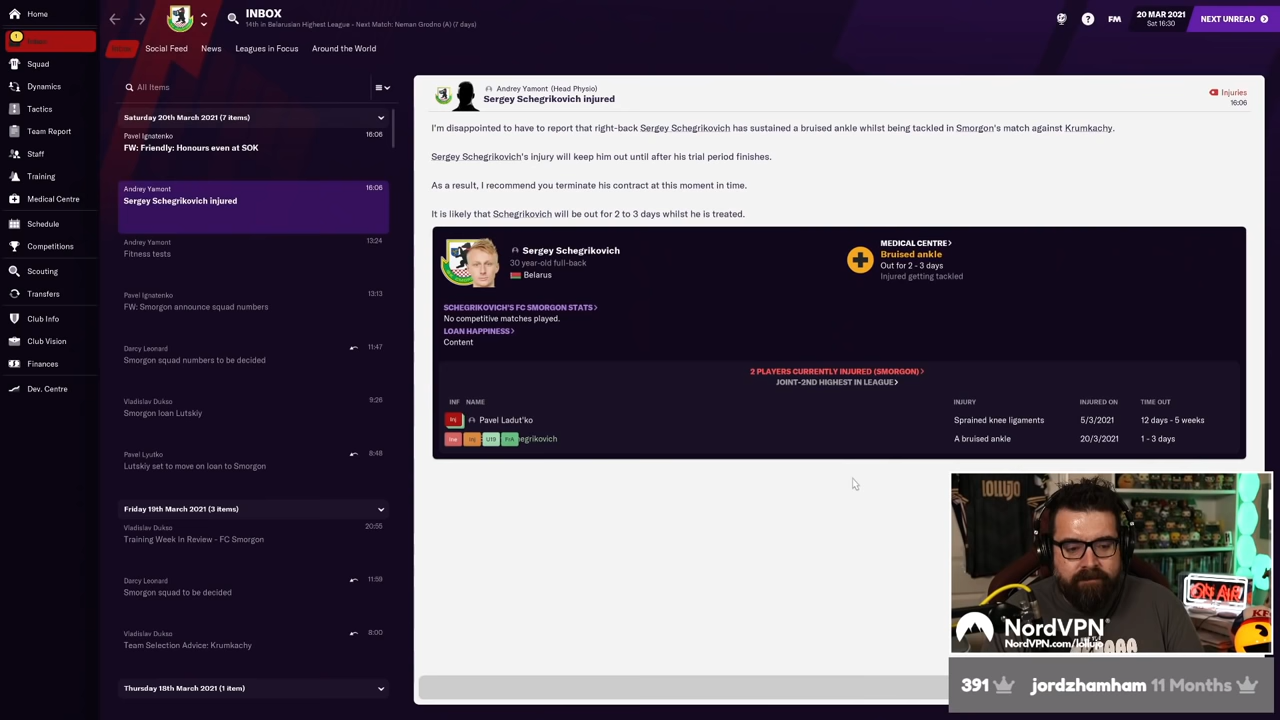 Home
INBOX
14th in Belarusian Highest League - Next Match: Neman Grodno (A) (7 days)
FM
20 MAR 2021
Sat 16:30
NEXT UNREAD
1
Inbox
Squad
Dynamics
Tactics
Team Report
Staff
Training
Medical Centre
Schedule
Competitions
Scouting
Transfers
Club Info
Club Vision
Finances
Dev. Centre
Inbox
Social Feed
News
Leagues in Focus
Around the World
All Items
Saturday 20th March 2021 (7 items)
Pavel Ignatenko 16:06
FW: Friendly: Honours even at SOK
Andrey Yamont 16:06
Sergey Schegrikovich injured
Andrey Yamont 13:24
Fitness tests
Pavel Ignatenko 13:13
FW: Smorgon announce squad numbers
Darcy Leonard 11:47
Smorgon squad numbers to be decided
Vladislav Dukso 9:26
Smorgon loan Lutskiy
Pavel Lyutko 8:48
Lutskiy set to move on loan to Smorgon
Friday 19th March 2021 (3 items)
Vladislav Dukso 20:55
Training Week In Review - FC Smorgon
Darcy Leonard 11:59
Smorgon squad to be decided
Vladislav Dukso 8:00
Team Selection Advice: Krumkachy
Thursday 18th March 2021 (1 item)
Andrey Yamont (Head Physio)
Sergey Schegrikovich injured
Injuries
16:06
I'm disappointed to have to report that right-back Sergey Schegrikovich has sustained a bruised ankle whilst being tackled in Smorgon's match against Krumkachy.
Sergey Schegrikovich's injury will keep him out until after his trial period finishes.
As a result, I recommend you terminate his contract at this moment in time.
It is likely that Schegrikovich will be out for 2 to 3 days whilst he is treated.
Sergey Schegrikovich
30 year-old full-back
Belarus
MEDICAL CENTRE>
Bruised ankle
Out for 2 - 3 days
Injured getting tackled
SCHEGRIKOVICH'S FC SMORGON STATS>
No competitive matches played.
LOAN HAPPINESS>
Content
2 PLAYERS CURRENTLY INJURED (SMORGON)>
JOINT-2ND HIGHEST IN LEAGUE>
INF NAME INJURY INJURED ON TIME OUT
Inj Pavel Ladut'ko Sprained knee ligaments 5/3/2021 12 days - 5 weeks
Ine Inj U19 FrA egrikovich A bruised ankle 20/3/2021 1 - 3 days
lollujo
ON AIR
NordVPN
NordVPN.com/lollujo
391 jordzhamham 11 Months